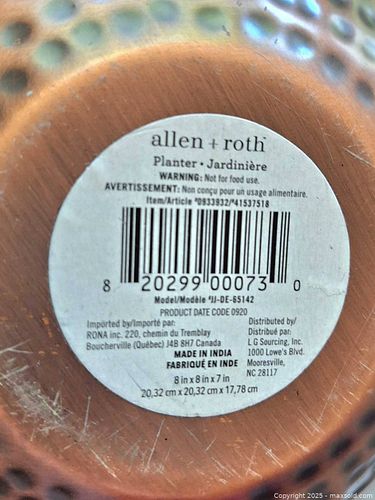 allen + roth™
Planter • Jardinière
WARNING: Not for food use.
AVERTISSEMENT: Non conçu pour un usage alimentaire.
Item/Article #0933932/#41537518
8 20299 00073 0
Model/Modèle #JJ-DE-65142
PRODUCT DATE CODE 0920
Imported by/Importé par:
RONA inc. 220, chemin du Tremblay
Boucherville (Québec) J4B 8H7 Canada
Distributed by/
Distribué par:
L G Sourcing, Inc.
1000 Lowe's Blvd.
Mooresville,
NC 28117
MADE IN INDIA
FABRIQUÉ EN INDE
8 in x 8 in x 7 in
20,32 cm x 20,32 cm x 17,78 cm
Copyright 2025 - maxsold.com